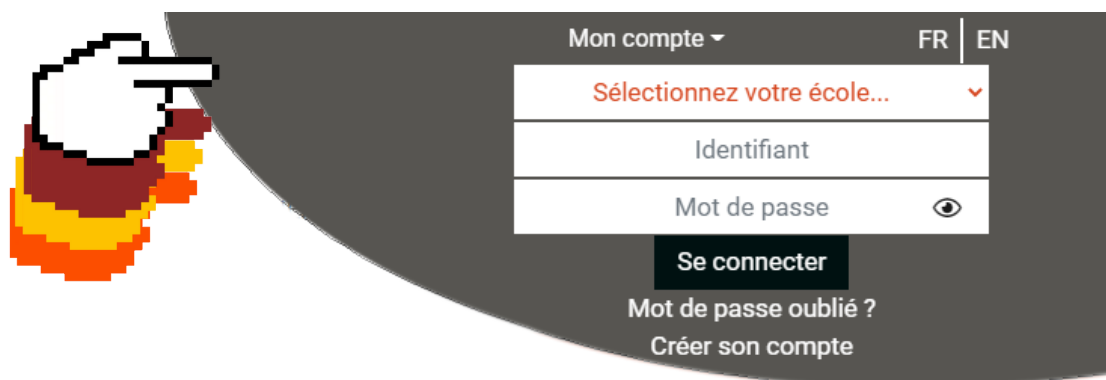 Mon compte
FR | EN
Sélectionnez votre école...
Identifiant
Mot de passe
Se connecter
Mot de passe oublié ?
Créer son compte